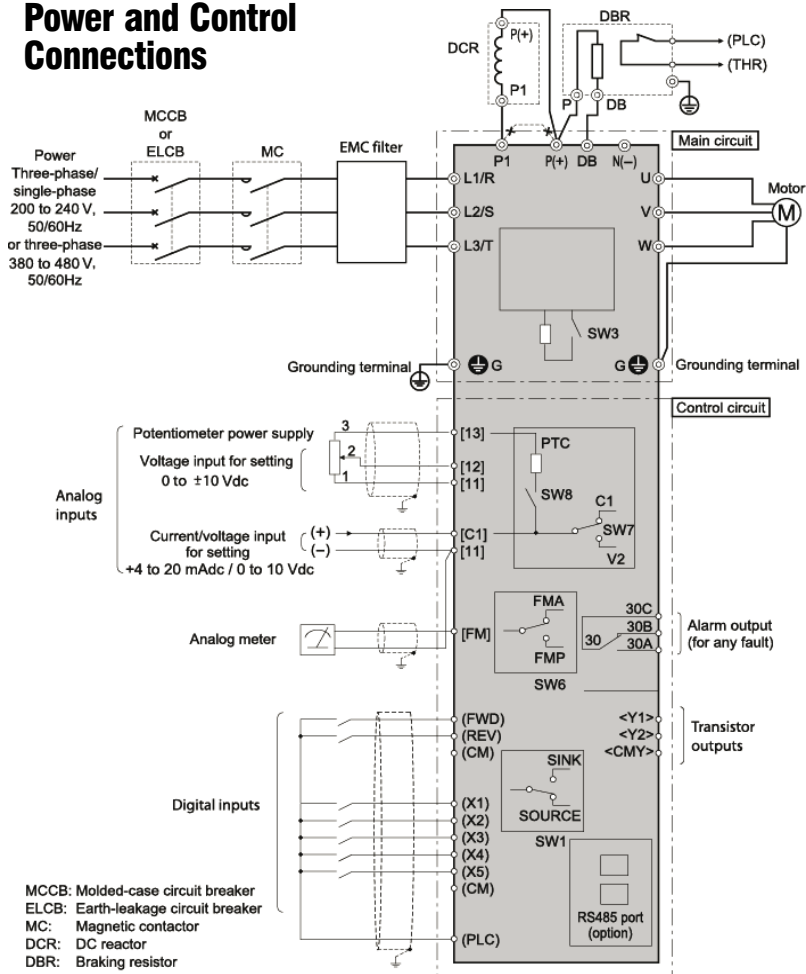 Power and Control
Connections
DBR
DCR
P(+)
P1
(PLC)
(THR)
P
DB
MCCB
or
ELCB
MC
EMC filter
Main circuit
P1
P(+)
DB
N(–)
Power
Three-phase/
single-phase
200 to 240 V,
50/60Hz
or three-phase
380 to 480 V,
50/60Hz
L1/R
L2/S
L3/T
U
V
W
Motor
M
SW3
Grounding terminal
G
G
Grounding terminal
Control circuit
Analog
inputs
Potentiometer power supply
Voltage input for setting
0 to ±10 Vdc
3
2
1
[13]
[12]
[11]
PTC
SW8
C1
SW7
V2
Current/voltage input
for setting
+4 to 20 mAdc / 0 to 10 Vdc
(+)
(–)
[C1]
[11]
Analog meter
[FM]
FMA
FMP
SW6
30C
30B
30
30A
Alarm output
(for any fault)
Digital inputs
(FWD)
(REV)
(CM)
<Y1>
<Y2>
<CMY>
Transistor
outputs
SINK
SOURCE
SW1
(X1)
(X2)
(X3)
(X4)
(X5)
(CM)
(PLC)
RS485 port
(option)
MCCB: Molded-case circuit breaker
ELCB: Earth-leakage circuit breaker
MC: Magnetic contactor
DCR: DC reactor
DBR: Braking resistor